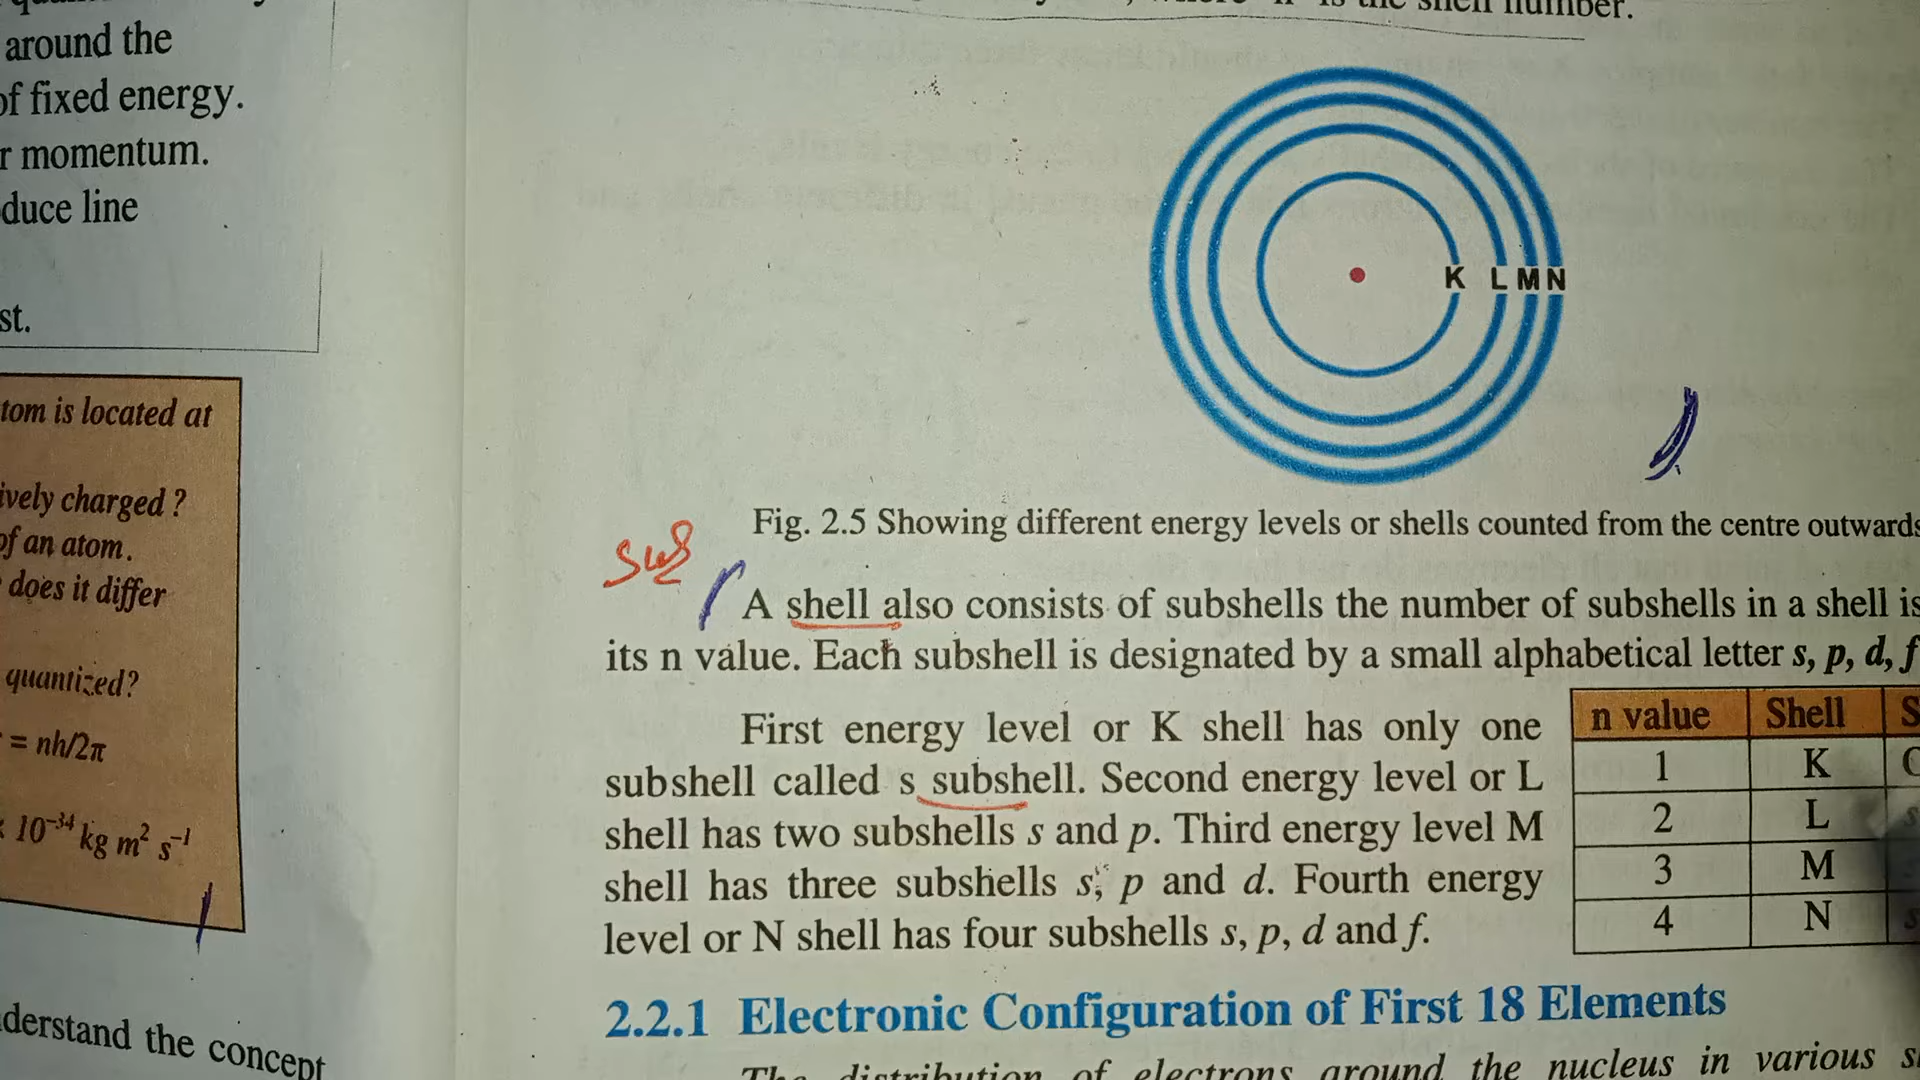 around the
of fixed energy.
momentum.
duce line
st.
tom is located at
ively charged ?
of an atom.
does it differ
quantized?
= nh/2π
10⁻³⁴ kg m² s⁻¹
derstand the concept
is the shell number.
K L M N
Fig. 2.5 Showing different energy levels or shells counted from the centre outwards
A shell also consists of subshells the number of subshells in a shell is
its n value. Each subshell is designated by a small alphabetical letter s, p, d, f
First energy level or K shell has only one
subshell called s subshell. Second energy level or L
shell has two subshells s and p. Third energy level M
shell has three subshells s, p and d. Fourth energy
level or N shell has four subshells s, p, d and f.
n value Shell S
1 K
2 L s
3 M s
4 N s
2.2.1 Electronic Configuration of First 18 Elements
The distribution of electrons around the nucleus in various